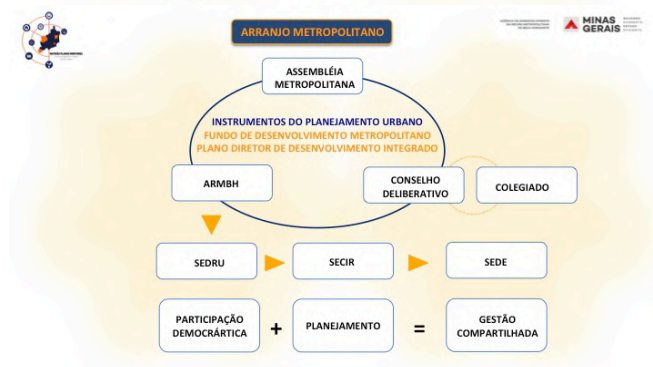 ARRANJO METROPOLITANO
MINAS
GERAIS
ASSEMBLÉIA
METROPOLITANA
INSTRUMENTOS DO PLANEJAMENTO URBANO
FUNDO DE DESENVOLVIMENTO METROPOLITANO
PLANO DIRETOR DE DESENVOLVIMENTO INTEGRADO
ARMBH
CONSELHO
DELIBERATIVO
COLEGIADO
SEDRU
SECIR
SEDE
PARTICIPAÇÃO
DEMOCRÁRTICA
+
PLANEJAMENTO
=
GESTÃO
COMPARTILHADA